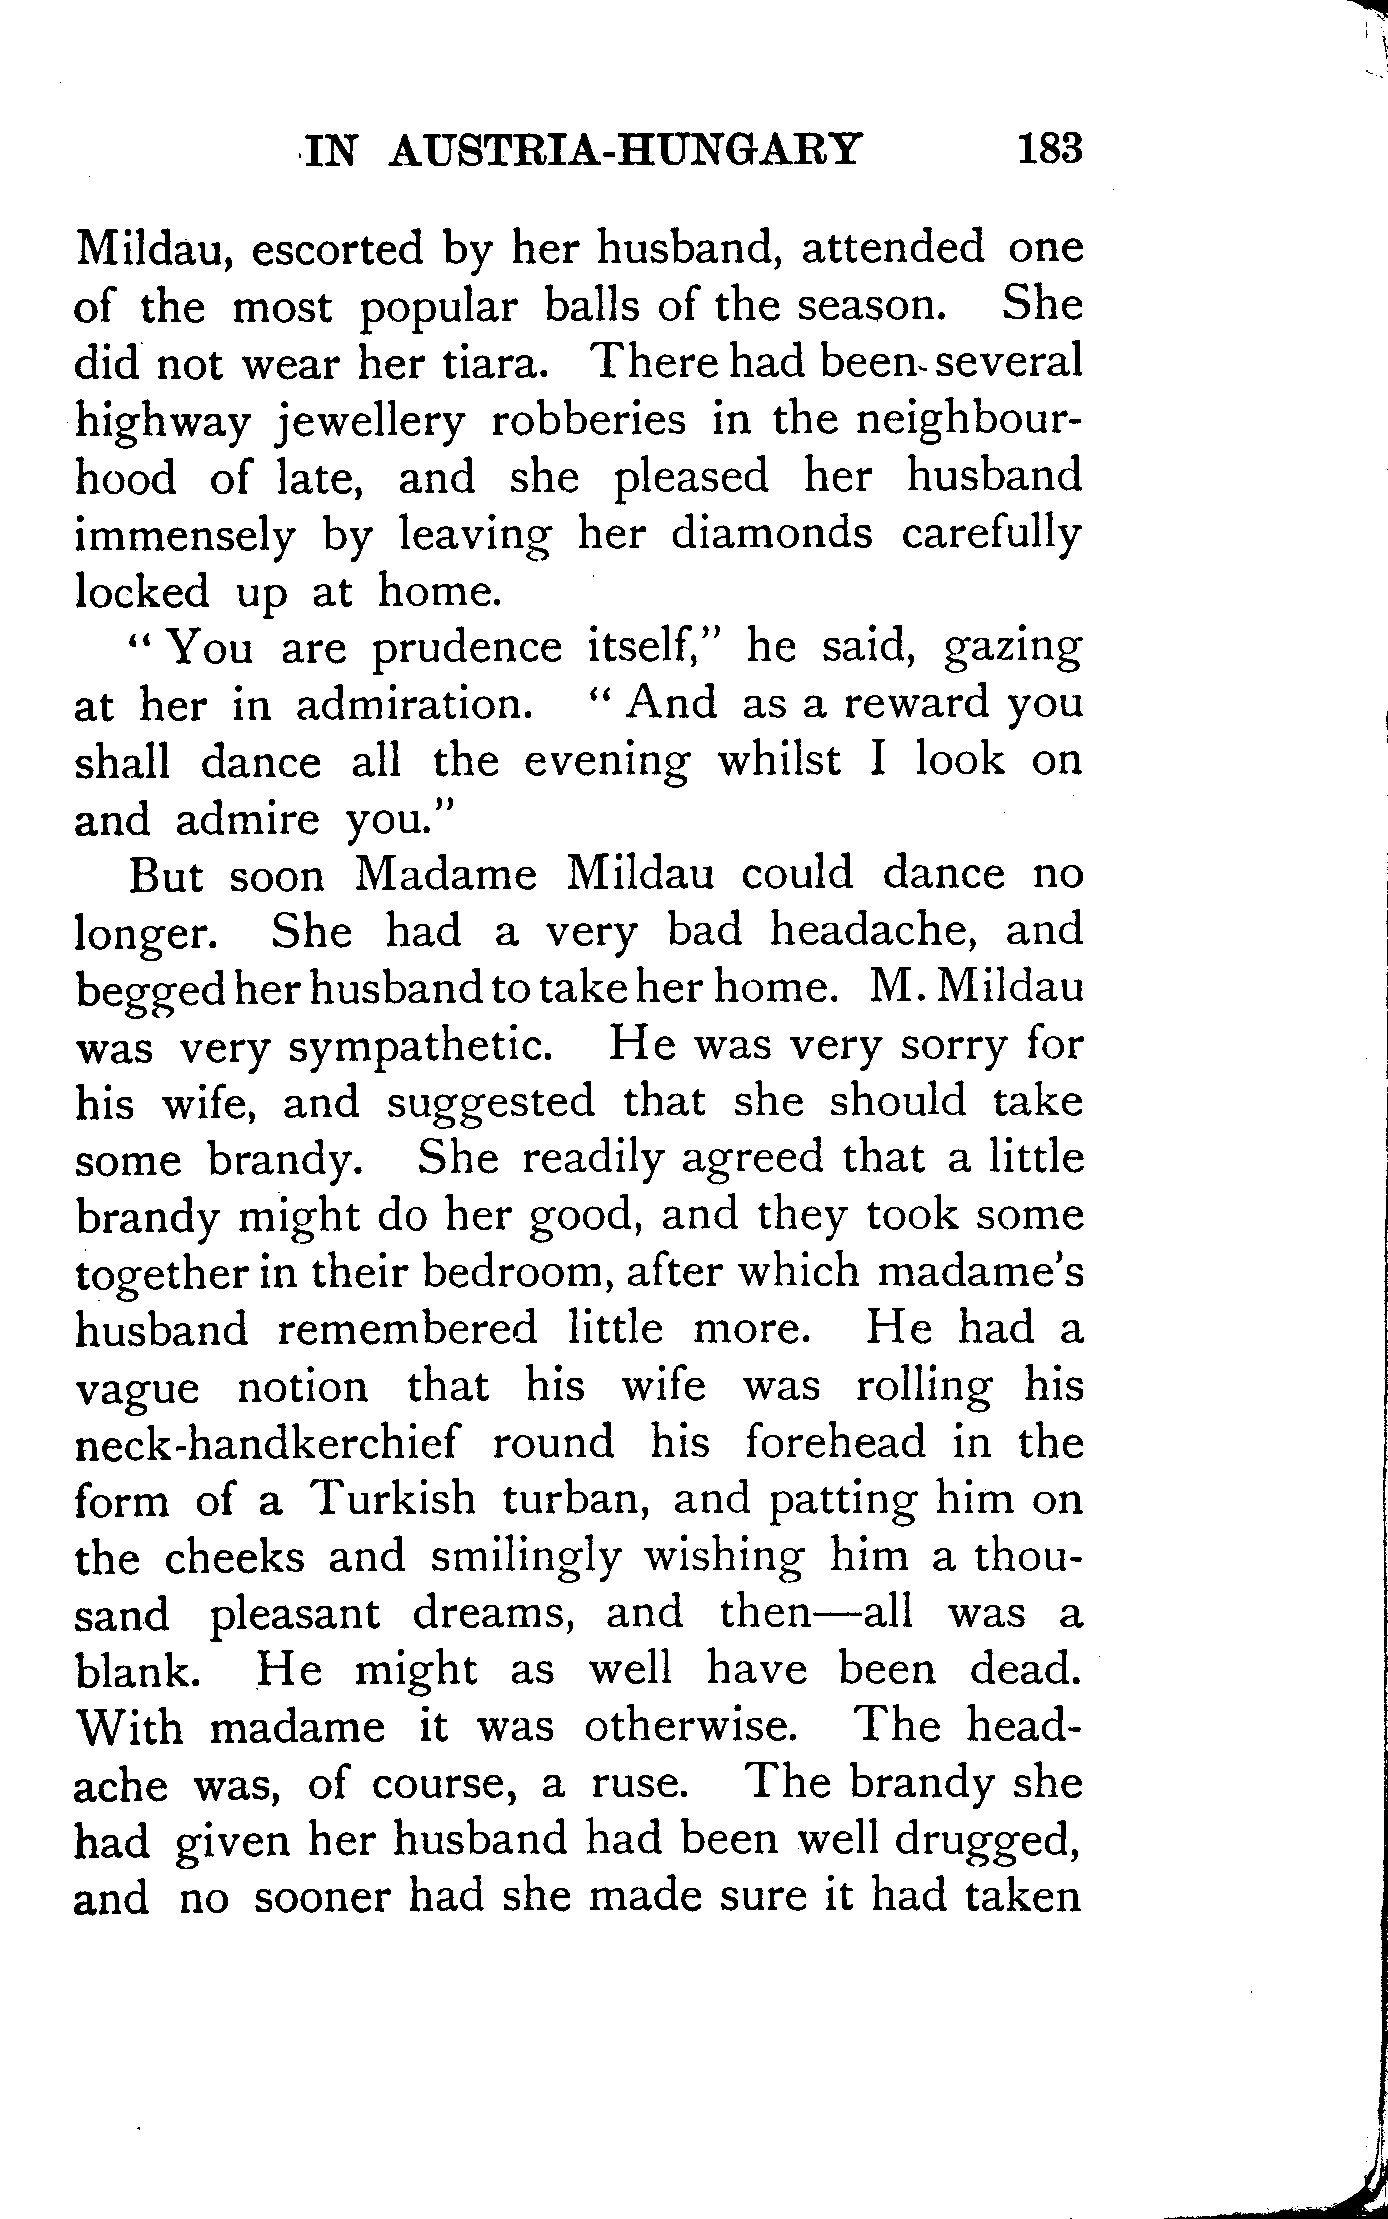 IN AUSTRIA-HUNGARY 183
Mildau, escorted by her husband, attended one
of the most popular balls of the season. She
did not wear her tiara. There had been several
highway jewellery robberies in the neighbour-
hood of late, and she pleased her husband
immensely by leaving her diamonds carefully
locked up at home.
“ You are prudence itself,” he said, gazing
at her in admiration. “ And as a reward you
shall dance all the evening whilst I look on
and admire you.”
But soon Madame Mildau could dance no
longer. She had a very bad headache, and
begged her husband to take her home. M. Mildau
was very sympathetic. He was very sorry for
his wife, and suggested that she should take
some brandy. She readily agreed that a little
brandy might do her good, and they took some
together in their bedroom, after which madame’s
husband remembered little more. He had a
vague notion that his wife was rolling his
neck-handkerchief round his forehead in the
form of a Turkish turban, and patting him on
the cheeks and smilingly wishing him a thou-
sand pleasant dreams, and then—all was a
blank. He might as well have been dead.
With madame it was otherwise. The head-
ache was, of course, a ruse. The brandy she
had given her husband had been well drugged,
and no sooner had she made sure it had taken